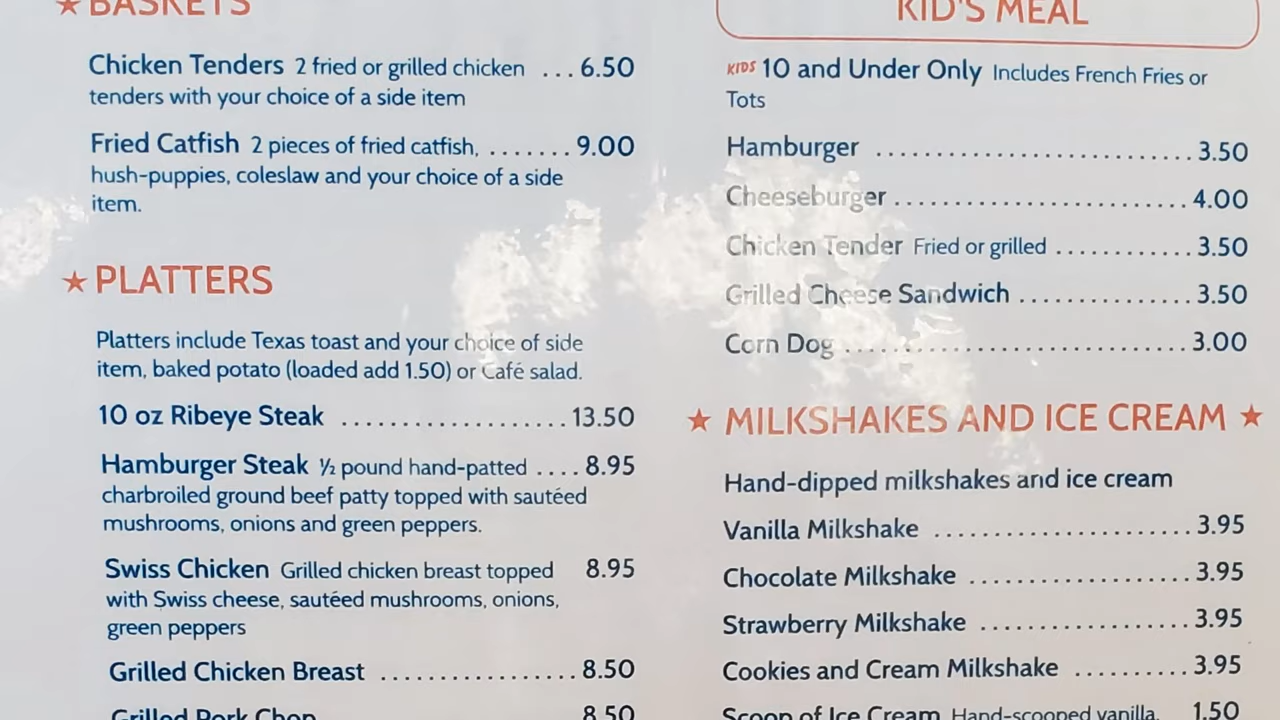 ★ BASKETS
Chicken Tenders 2 fried or grilled chicken ... 6.50
tenders with your choice of a side item
Fried Catfish 2 pieces of fried catfish, ....... 9.00
hush-puppies, coleslaw and your choice of a side
item.
★ PLATTERS
Platters include Texas toast and your choice of side
item, baked potato (loaded add 1.50) or Café salad.
10 oz Ribeye Steak ................... 13.50
Hamburger Steak ½ pound hand-patted .... 8.95
charbroiled ground beef patty topped with sautéed
mushrooms, onions and green peppers.
Swiss Chicken Grilled chicken breast topped 8.95
with Swiss cheese, sautéed mushrooms, onions,
green peppers
Grilled Chicken Breast ................. 8.50
Grilled Pork Chop 8.50
KID'S MEAL
KIDS 10 and Under Only Includes French Fries or
Tots
Hamburger ........................... 3.50
Cheeseburger ......................... 4.00
Chicken Tender Fried or grilled ............ 3.50
Grilled Cheese Sandwich ............... 3.50
Corn Dog .............................. 3.00
★ MILKSHAKES AND ICE CREAM ★
Hand-dipped milkshakes and ice cream
Vanilla Milkshake ...................... 3.95
Chocolate Milkshake ................... 3.95
Strawberry Milkshake .................. 3.95
Cookies and Cream Milkshake .......... 3.95
Scoop of Ice Cream Hand-scooped vanilla, 1.50